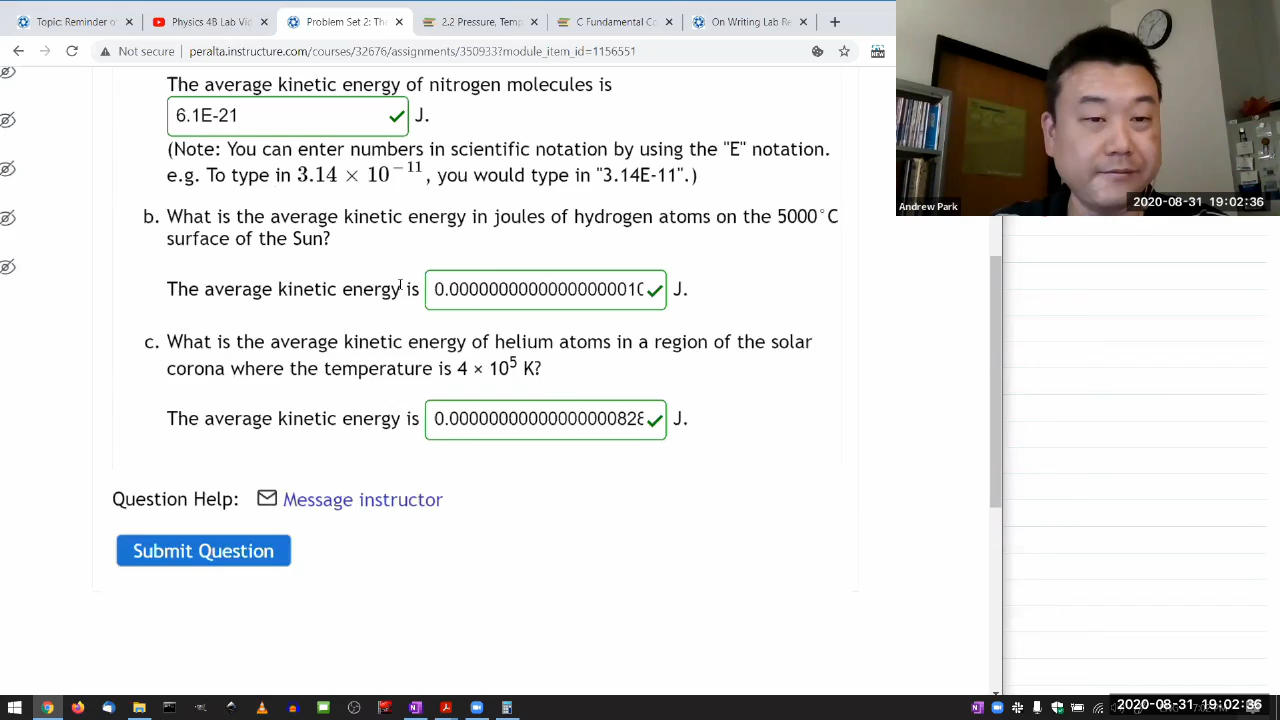 Topic: Reminder of
Physics 4B Lab Vi
Problem Set 2: The
2.2 Pressure, Temp
C Fundamental Co
On Writing Lab Re
Not secure
peralta.instructure.com/courses/32676/assignments/350933?module_item_id=1156551
NEW
The average kinetic energy of nitrogen molecules is
6.1E-21 J.
(Note: You can enter numbers in scientific notation by using the "E" notation.
e.g. To type in 3.14 × 10⁻¹¹, you would type in "3.14E-11".)
b. What is the average kinetic energy in joules of hydrogen atoms on the 5000°C
surface of the Sun?
The average kinetic energy is 0.00000000000000000010 J.
c. What is the average kinetic energy of helium atoms in a region of the solar
corona where the temperature is 4 × 10⁵ K?
The average kinetic energy is 0.00000000000000000828 J.
Question Help: Message instructor
Submit Question
Andrew Park
2020-08-31 19:02:36
2020-08-31 19:02:36